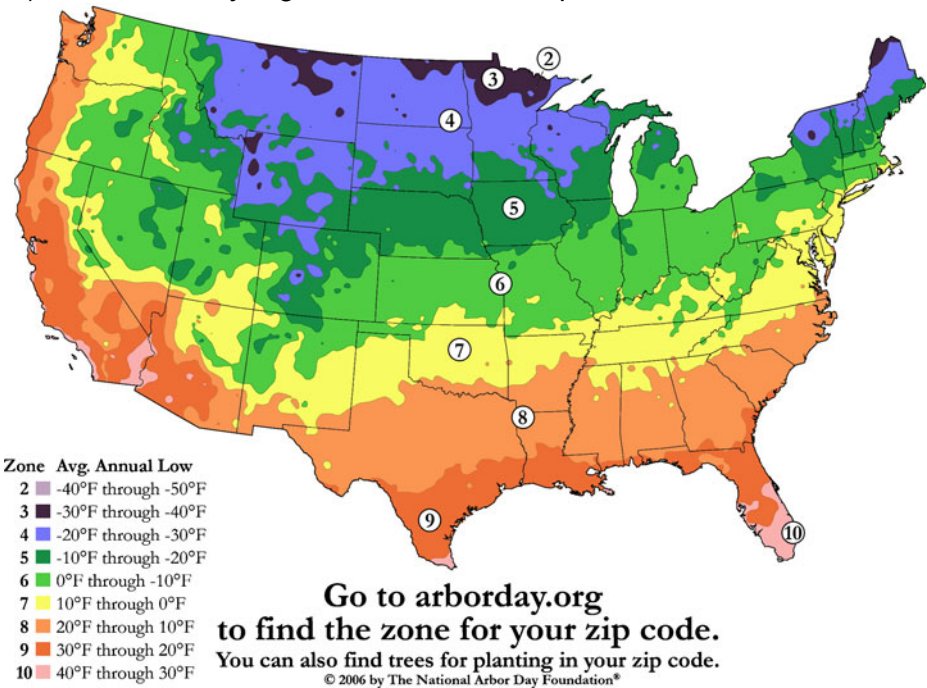 2
3
4
5
6
7
8
9
10
Zone Avg. Annual Low
2 -40°F through -50°F
3 -30°F through -40°F
4 -20°F through -30°F
5 -10°F through -20°F
6 0°F through -10°F
7 10°F through 0°F
8 20°F through 10°F
9 30°F through 20°F
10 40°F through 30°F
Go to arborday.org
to find the zone for your zip code.
You can also find trees for planting in your zip code.
© 2006 by The National Arbor Day Foundation®